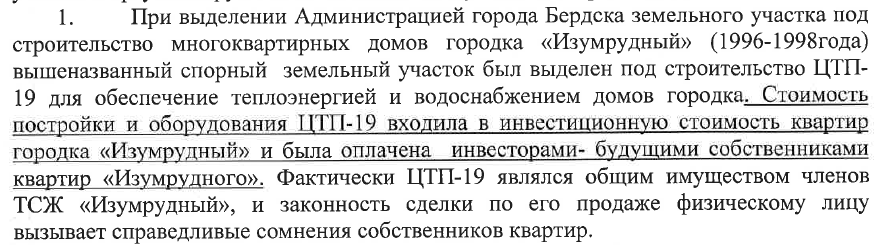 1. При выделении Администрацией города Бердска земельного участка под
строительство многоквартирных домов городка «Изумрудный» (1996-1998года)
вышеназванный спорный земельный участок был выделен под строительство ЦТП-
19 для обеспечение теплоэнергией и водоснабжением домов городка. Стоимость
постройки и оборудования ЦТП-19 входила в инвестиционную стоимость квартир
городка «Изумрудный» и была оплачена инвесторами- будущими собственниками
квартир «Изумрудного». Фактически ЦТП-19 являлся общим имуществом членов
ТСЖ «Изумрудный», и законность сделки по его продаже физическому лицу
вызывает справедливые сомнения собственников квартир.